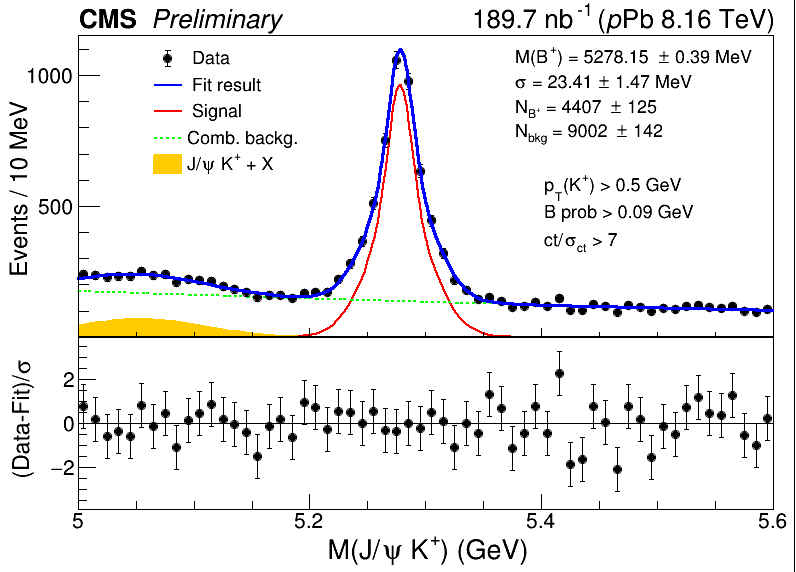 CMS Preliminary 189.7 nb⁻¹ (pPb 8.16 TeV)
Data
Fit result
Signal
Comb. backg.
J/ψ K⁺ + X
M(B⁺) = 5278.15 ± 0.39 MeV
σ = 23.41 ± 1.47 MeV
N_B⁺ = 4407 ± 125
N_bkg = 9002 ± 142
p_T(K⁺) > 0.5 GeV
B prob > 0.09 GeV
ct/σ_ct > 7
Events / 10 MeV
1000
500
(Data-Fit)/σ
2
0
−2
5 5.2 5.4 5.6
M(J/ψ K⁺) (GeV)